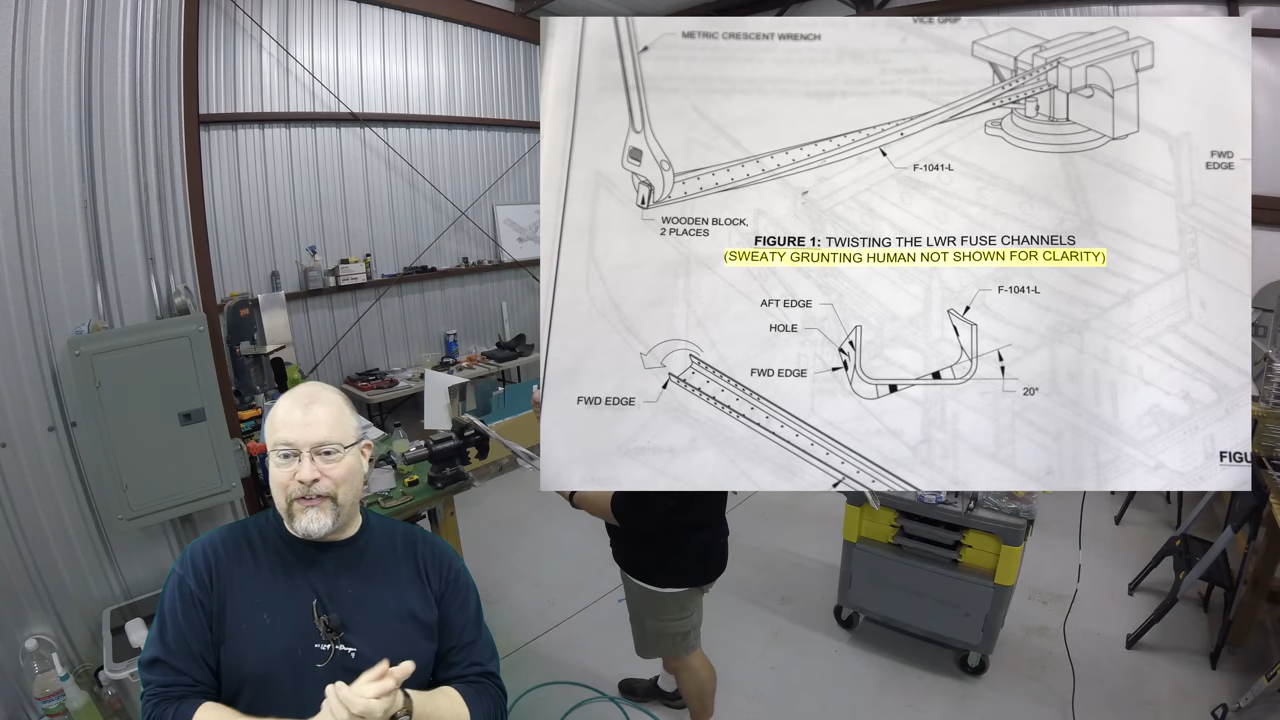 VICE GRIP
METRIC CRESCENT WRENCH
F-1041-L
FWD
EDGE
WOODEN BLOCK,
2 PLACES
FIGURE 1: TWISTING THE LWR FUSE CHANNELS
(SWEATY GRUNTING HUMAN NOT SHOWN FOR CLARITY)
F-1041-L
AFT EDGE
HOLE
FWD EDGE
20°
FWD EDGE
FIGU